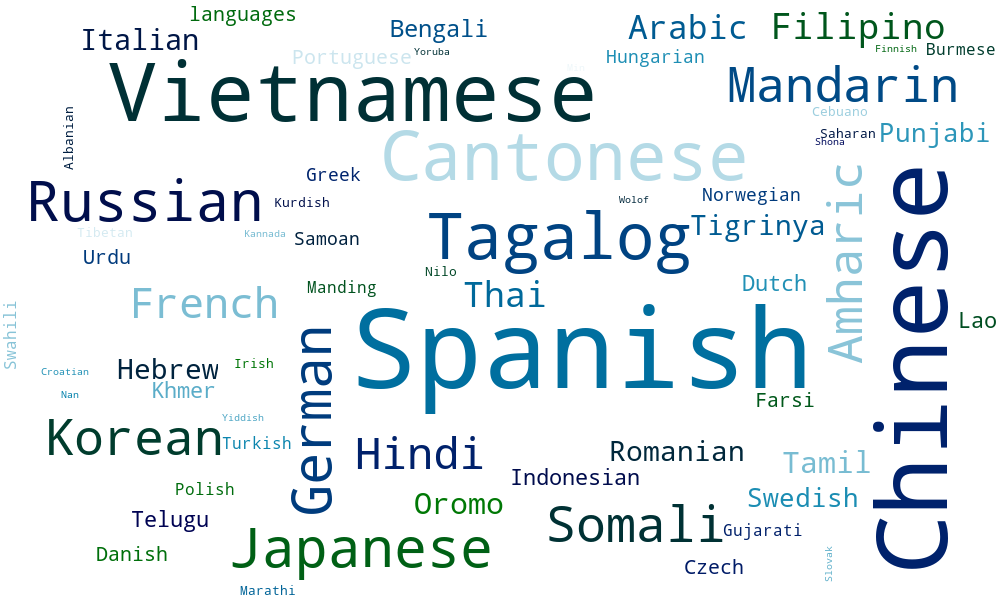 languages
Italian
Bengali
Arabic
Filipino
Portuguese
Yoruba
Hungarian
Finnish
Burmese
Vietnamese
Mandarin
Cebuano
Albanian
Cantonese
Saharan
Shona
Punjabi
Russian
Greek
Kurdish
Wolof
Norwegian
Amharic
Chinese
Tibetan
Kannada
Samoan
Tagalog
Tigrinya
Urdu
Nilo
Manding
Thai
Dutch
French
Swahili
Spanish
Lao
Croatian
Hebrew
Irish
German
Nan
Khmer
Farsi
Yiddish
Korean
Turkish
Hindi
Romanian
Tamil
Polish
Indonesian
Swedish
Oromo
Telugu
Somali
Gujarati
Danish
Japanese
Czech
Slovak
Marathi